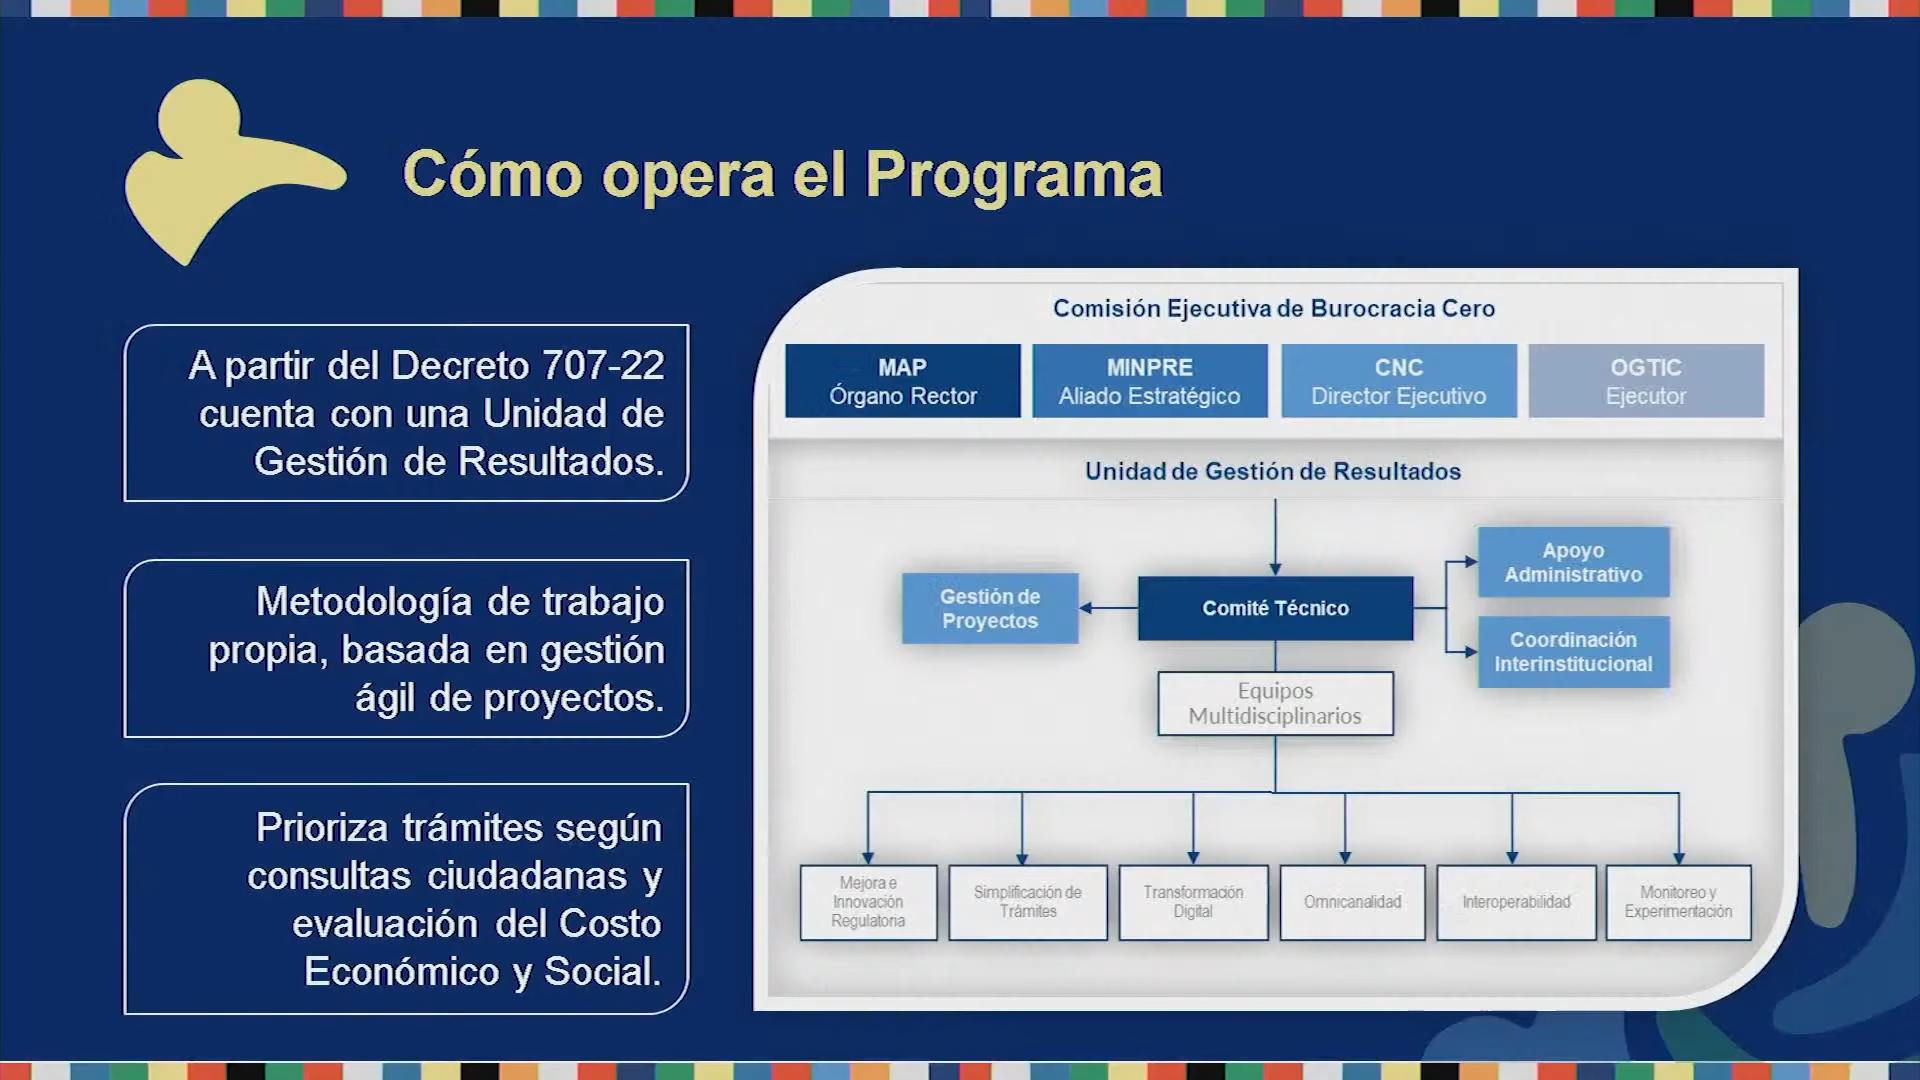 Cómo opera el Programa
A partir del Decreto 707-22
cuenta con una Unidad de
Gestión de Resultados.
Metodología de trabajo
propia, basada en gestión
ágil de proyectos.
Prioriza trámites según
consultas ciudadanas y
evaluación del Costo
Económico y Social.
Comisión Ejecutiva de Burocracia Cero
MAP
Órgano Rector
MINPRE
Aliado Estratégico
CNC
Director Ejecutivo
OGTIC
Ejecutor
Unidad de Gestión de Resultados
Gestión de
Proyectos
Comité Técnico
Apoyo
Administrativo
Coordinación
Interinstitucional
Equipos
Multidisciplinarios
Mejora e
Innovación
Regulatoria
Simplificación de
Trámites
Transformación
Digital
Omnicanalidad
Interoperabilidad
Monitoreo y
Experimentación